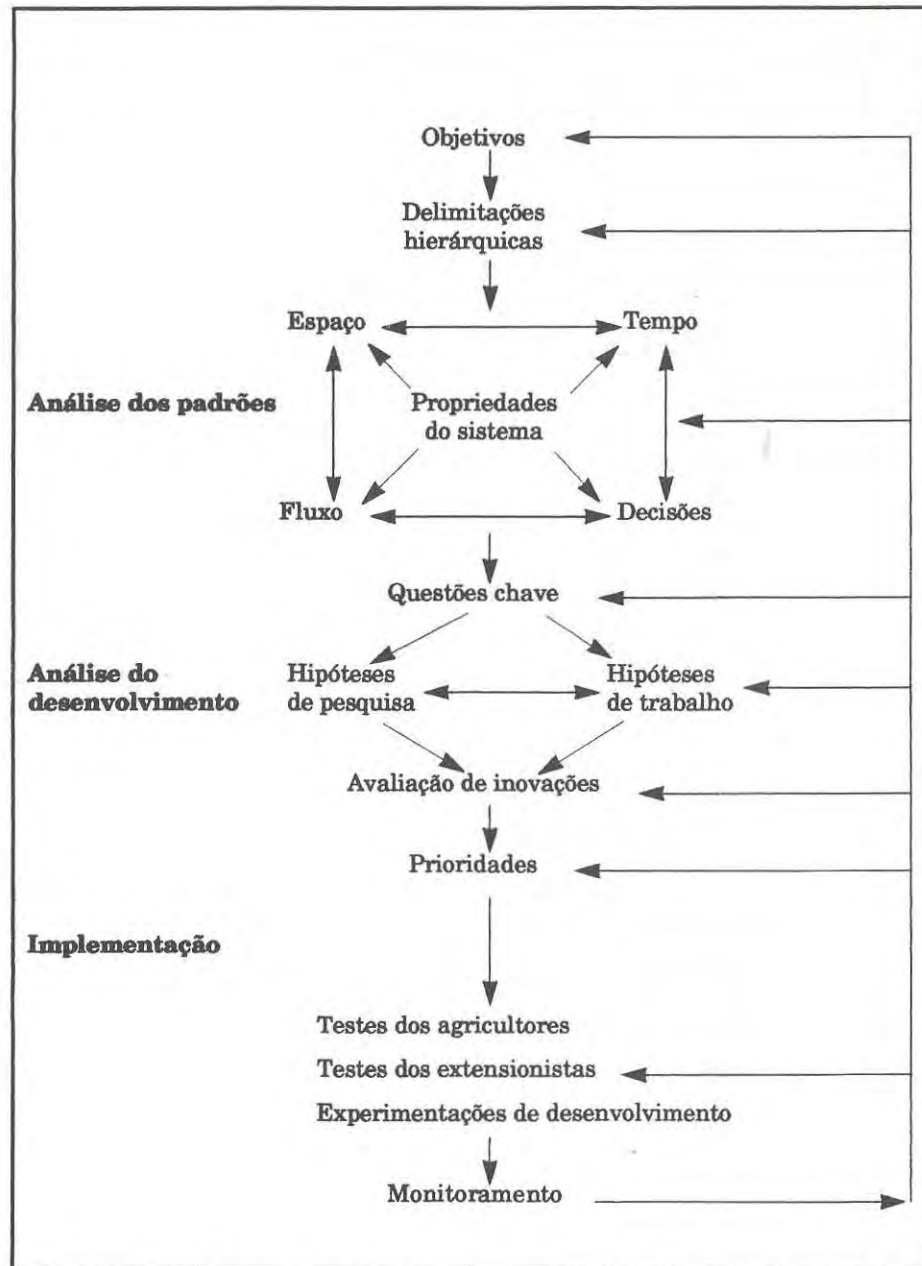 Objetivos
Delimitações
hierárquicas
Espaço
Tempo
Análise dos padrões
Propriedades
do sistema
Fluxo
Decisões
Questões chave
Análise do
desenvolvimento
Hipóteses
de pesquisa
Hipóteses
de trabalho
Avaliação de inovações
Prioridades
Implementação
Testes dos agricultores
Testes dos extensionistas
Experimentações de desenvolvimento
Monitoramento